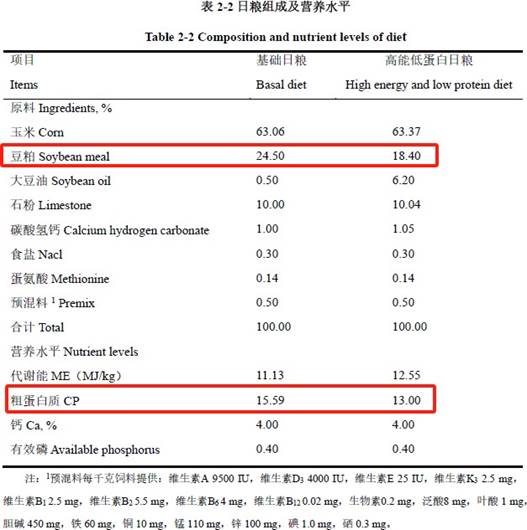 表 2-2 日粮组成及营养水平
Table 2-2 Composition and nutrient levels of diet
项目 基础日粮 高能低蛋白日粮
Items Basal diet High energy and low protein diet
原料 Ingredients, %
玉米 Corn 63.06 63.37
豆粕 Soybean meal 24.50 18.40
大豆油 Soybean oil 0.50 6.20
石粉 Limestone 10.00 10.04
碳酸氢钙 Calcium hydrogen carbonate 1.00 1.05
食盐 Nacl 0.30 0.30
蛋氨酸 Methionine 0.14 0.14
预混料 ¹ Premix 0.50 0.50
合计 Total 100.00 100.00
营养水平 Nutrient levels
代谢能 ME（MJ/kg） 11.13 12.55
粗蛋白质 CP 15.59 13.00
钙 Ca, % 4.00 4.00
有效磷 Available phosphorus 0.40 0.40
注：¹预混料每千克饲料提供：维生素A 9500 IU，维生素D₃ 4000 IU，维生素E 25 IU，维生素K₃ 2.5 mg，
维生素B₁ 2.5 mg，维生素B₂ 5.5 mg，维生素B₆ 4 mg，维生素B₁₂ 0.02 mg，生物素0.2 mg，泛酸8 mg，叶酸 1 mg，
胆碱 450 mg，铁 60 mg，铜 10 mg，锰 110 mg，锌 100 mg，碘 1.0 mg，硒 0.3 mg。